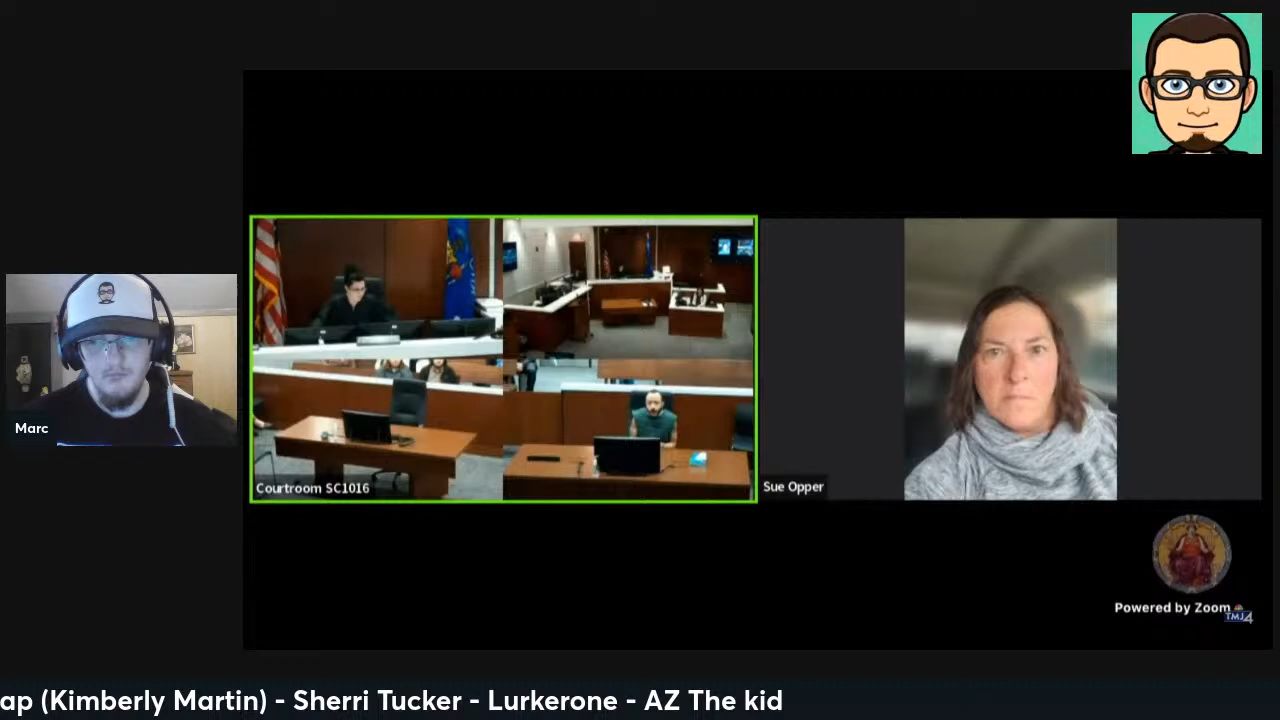 Marc
Courtroom SC1016
Sue Opper
Powered by Zoom
TMJ4
ap (Kimberly Martin) - Sherri Tucker - Lurkerone - AZ The kid